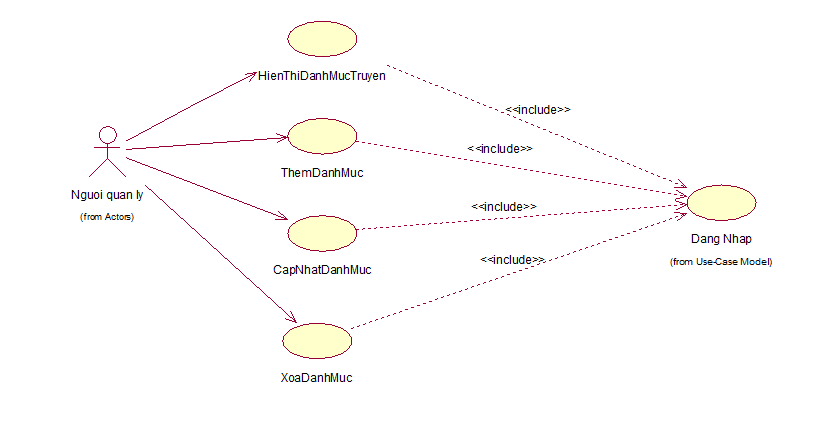 HienThiDanhMucTruyen
<<include>>
<<include>>
ThemDanhMuc
Nguoi quan ly
(from Actors)
<<include>>
Dang Nhap
(from Use-Case Model)
CapNhatDanhMuc
<<include>>
XoaDanhMuc